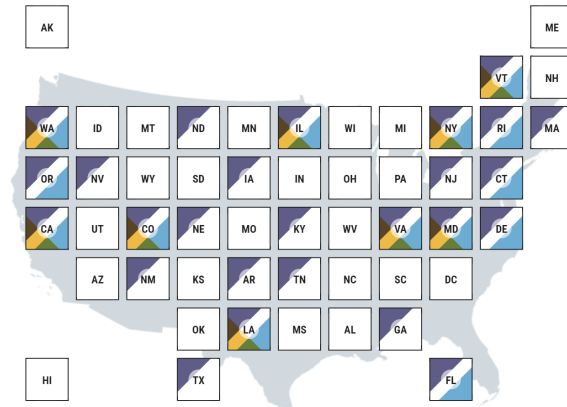 AK ME
VT NH
WA ID MT ND MN IL WI MI NY RI MA
OR NV WY SD IA IN OH PA NJ CT
CA UT CO NE MO KY WV VA MD DE
AZ NM KS AR TN NC SC DC
OK LA MS AL GA
HI TX FL